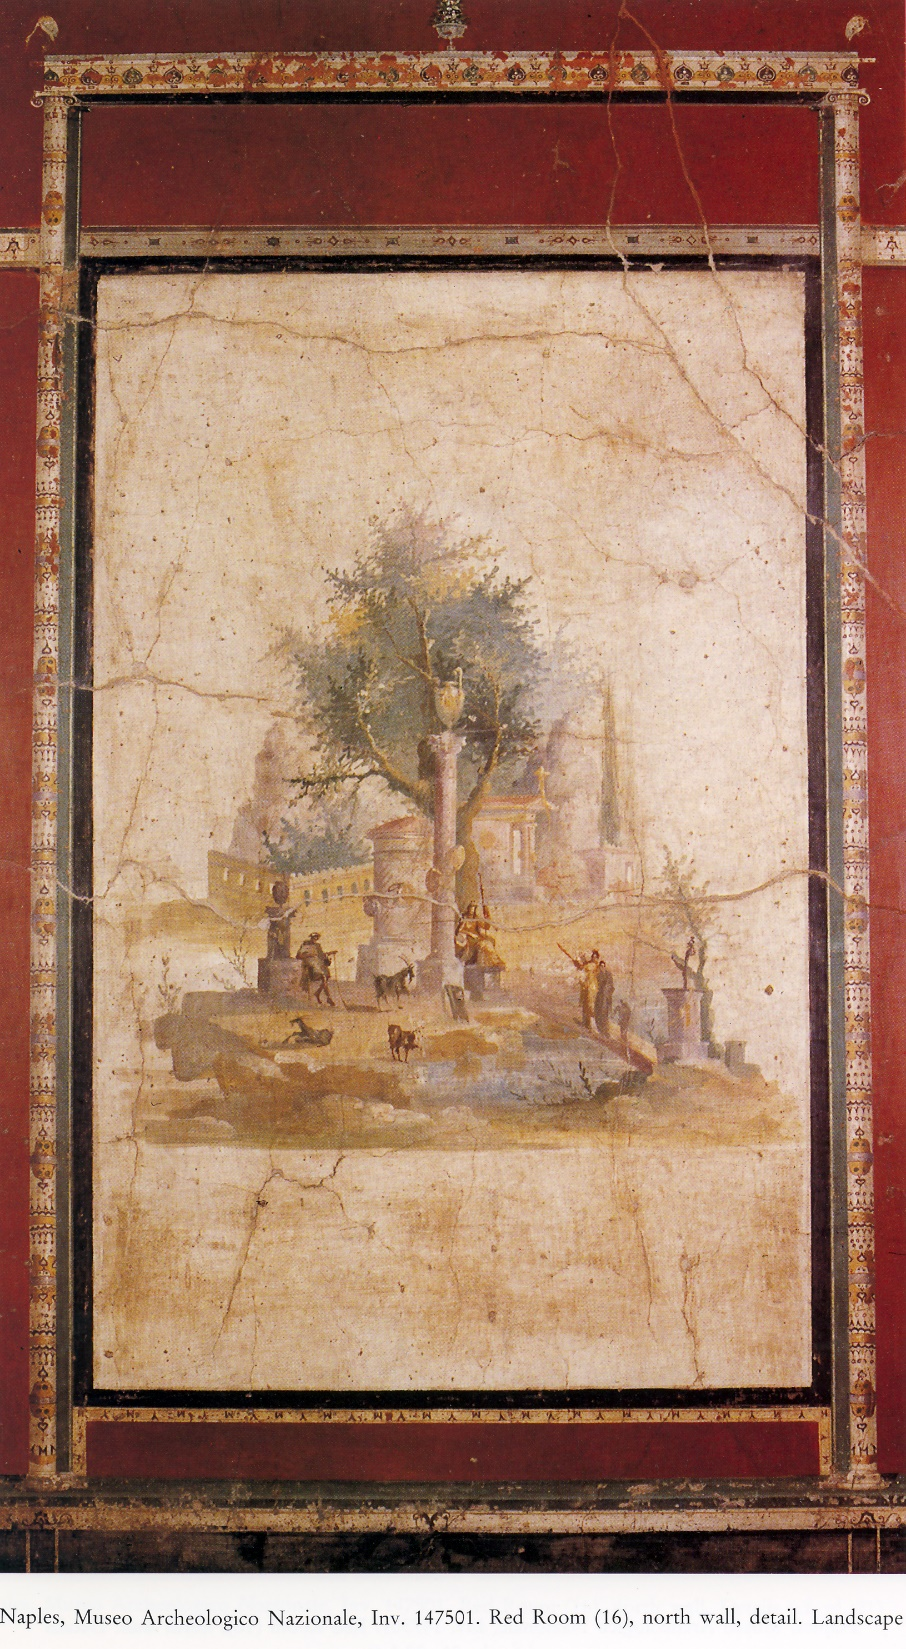 Naples, Museo Archeologico Nazionale, Inv. 147501. Red Room (16), north wall, detail. Landscape